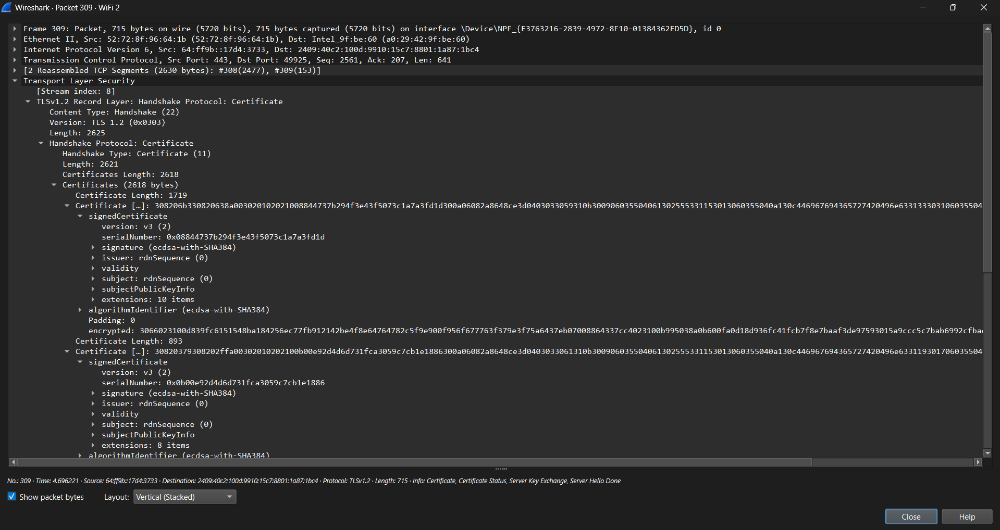 Wireshark · Packet 309 · WiFi 2
Frame 309: Packet, 715 bytes on wire (5720 bits), 715 bytes captured (5720 bits) on interface \Device\NPF_{E3763216-2839-4972-8F10-01384362ED5D}, id 0
Ethernet II, Src: 52:72:8f:96:64:1b (52:72:8f:96:64:1b), Dst: Intel_9f:be:60 (a0:29:42:9f:be:60)
Internet Protocol Version 6, Src: 64:ff9b::17d4:3733, Dst: 2409:40c2:100d:9910:15c7:8801:1a87:1bc4
Transmission Control Protocol, Src Port: 443, Dst Port: 49925, Seq: 2561, Ack: 207, Len: 641
[2 Reassembled TCP Segments (2630 bytes): #308(2477), #309(153)]
Transport Layer Security
[Stream index: 8]
TLSv1.2 Record Layer: Handshake Protocol: Certificate
Content Type: Handshake (22)
Version: TLS 1.2 (0x0303)
Length: 2625
Handshake Protocol: Certificate
Handshake Type: Certificate (11)
Length: 2621
Certificates Length: 2618
Certificates (2618 bytes)
Certificate Length: 1719
Certificate […]: 308206b330820638a003020102021008844737b294f3e43f5073c1a7a3fd1d300a06082a8648ce3d0403033059310b300906035504061302555331153013060355040a130c446967694365727420496e6331333031060355504
signedCertificate
version: v3 (2)
serialNumber: 0x08844737b294f3e43f5073c1a7a3fd1d
signature (ecdsa-with-SHA384)
issuer: rdnSequence (0)
validity
subject: rdnSequence (0)
subjectPublicKeyInfo
extensions: 10 items
algorithmIdentifier (ecdsa-with-SHA384)
Padding: 0
encrypted: 3066023100d839fc6151548ba184256ec77fb912142be4f8e64764782c5f9e900f956f677763f379e3f75a6437eb07008864337cc4023100b995038a0b600fa0d18d936fc41fcb7f8e7baaf3de97593015a9ccc5c7bab6992cfba
Certificate Length: 893
Certificate […]: 30820379308202ffa00302010202100b00e92d4d6d731fca3059c7cb1e1886300a06082a8648ce3d0403033061310b300906035504061302555331153013060355040a130c446967694365727420496e633119301706035504
signedCertificate
version: v3 (2)
serialNumber: 0x0b00e92d4d6d731fca3059c7cb1e1886
signature (ecdsa-with-SHA384)
issuer: rdnSequence (0)
validity
subject: rdnSequence (0)
subjectPublicKeyInfo
extensions: 8 items
algorithmIdentifier (ecdsa-with-SHA384)
No.: 309 · Time: 4.696221 · Source: 64:ff9b::17d4:3733 · Destination: 2409:40c2:100d:9910:15c7:8801:1a87:1bc4 · Protocol: TLSv1.2 · Length: 715 · Info: Certificate, Certificate Status, Server Key Exchange, Server Hello Done
Show packet bytes Layout: Vertical (Stacked)
Close Help